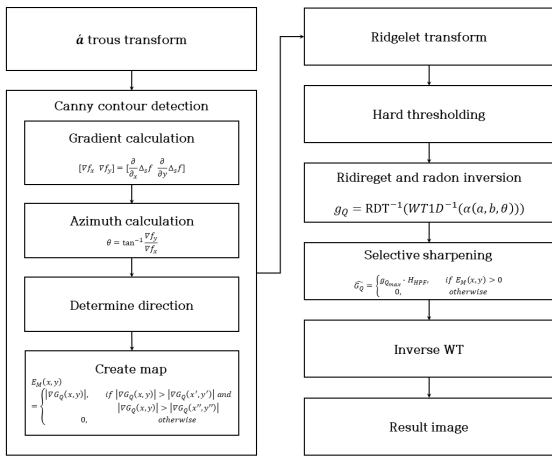 á trous transform
Canny contour detection
Gradient calculation
[∇f_x ∇f_y] = [∂/∂_x Δ_s f ∂/∂y Δ_s f]
Azimuth calculation
θ = tan⁻¹ ∇f_y/∇f_x
Determine direction
Create map
E_M(x, y)
= { |∇G_Q(x, y)|, if |∇G_Q(x, y)| > |∇G_Q(x′, y′)| and
|∇G_Q(x, y)| > |∇G_Q(x″, y″)|
0, otherwise
Ridgelet transform
Hard thresholding
Ridireget and radon inversion
g_Q = RDT⁻¹(WT1D⁻¹(α(a, b, θ)))
Selective sharpening
Ĝ_Q = { g_Q_max · H_HPF, if E_M(x, y) > 0
0, otherwise
Inverse WT
Result image